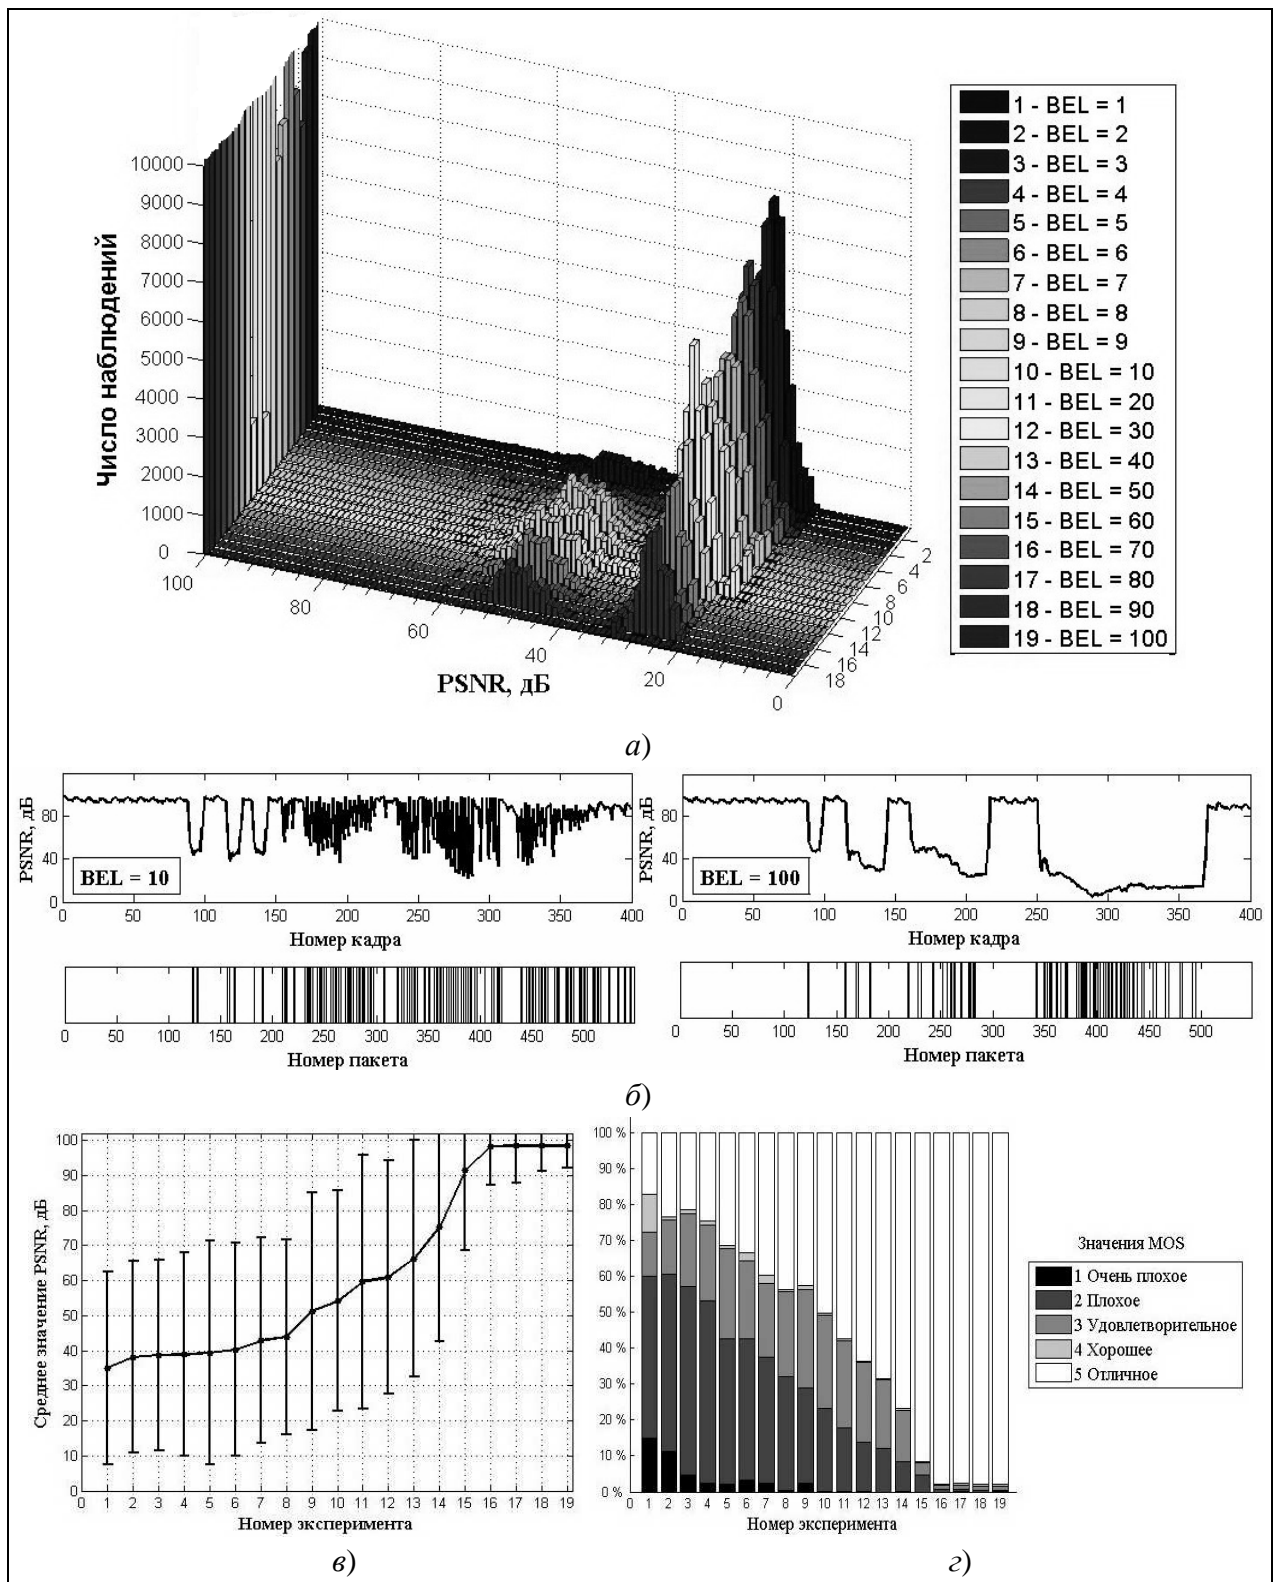 10000
9000
8000
7000
6000
5000
4000
3000
2000
1000
0
Число наблюдений
100
80
60
40
20
0
PSNR, дБ
2
4
6
8
10
12
14
16
18
1 - BEL = 1
2 - BEL = 2
3 - BEL = 3
4 - BEL = 4
5 - BEL = 5
6 - BEL = 6
7 - BEL = 7
8 - BEL = 8
9 - BEL = 9
10 - BEL = 10
11 - BEL = 20
12 - BEL = 30
13 - BEL = 40
14 - BEL = 50
15 - BEL = 60
16 - BEL = 70
17 - BEL = 80
18 - BEL = 90
19 - BEL = 100
а)
PSNR, дБ
80
40
0
BEL = 10
0 50 100 150 200 250 300 350 400
Номер кадра
0 50 100 150 200 250 300 350 400 450 500
Номер пакета
PSNR, дБ
80
40
0
BEL = 100
0 50 100 150 200 250 300 350 400
Номер кадра
0 50 100 150 200 250 300 350 400 450 500
Номер пакета
б)
Среднее значение PSNR, дБ
100
90
80
70
60
50
40
30
20
10
0
0 1 2 3 4 5 6 7 8 9 10 11 12 13 14 15 16 17 18 19
Номер эксперимента
в)
100 %
90 %
80 %
70 %
60 %
50 %
40 %
30 %
20 %
10 %
0 %
0 1 2 3 4 5 6 7 8 9 10 11 12 13 14 15 16 17 18 19
Номер эксперимента
Значения MOS
1 Очень плохое
2 Плохое
3 Удовлетворительное
4 Хорошее
5 Отличное
г)